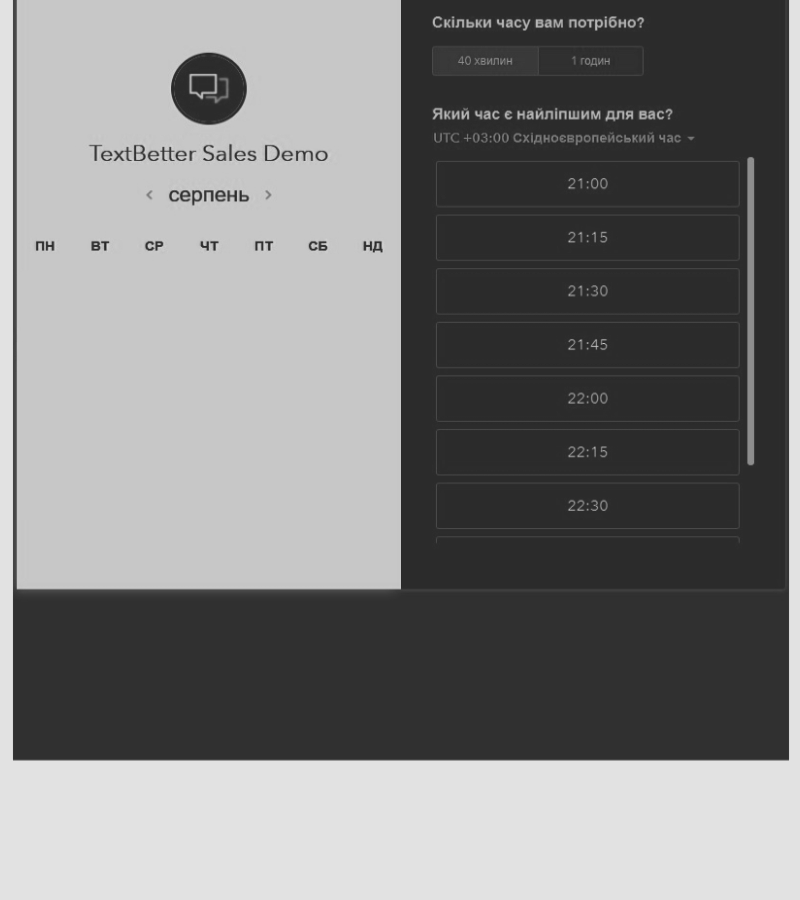 TextBetter Sales Demo
серпень
ПН ВТ СР ЧТ ПТ СБ НД
Скільки часу вам потрібно?
40 хвилин 1 годин
Який час є найліпшим для вас?
UTC +03:00 Східноєвропейський час
21:00
21:15
21:30
21:45
22:00
22:15
22:30